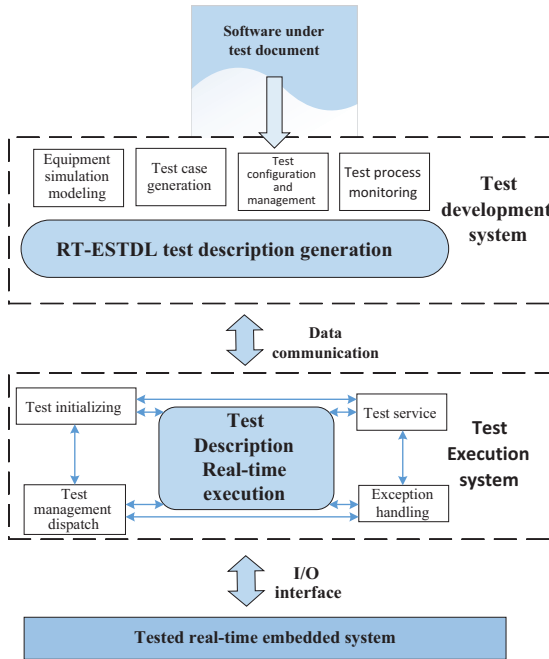 Software under
test document
Equipment
simulation
modeling
Test case
generation
Test
configuration
and
management
Test process
monitoring
Test
development
system
RT-ESTDL test description generation
Data
communication
Test initializing
Test service
Test
Description
Real-time
execution
Test
Execution
system
Test
management
dispatch
Exception
handling
I/O
interface
Tested real-time embedded system